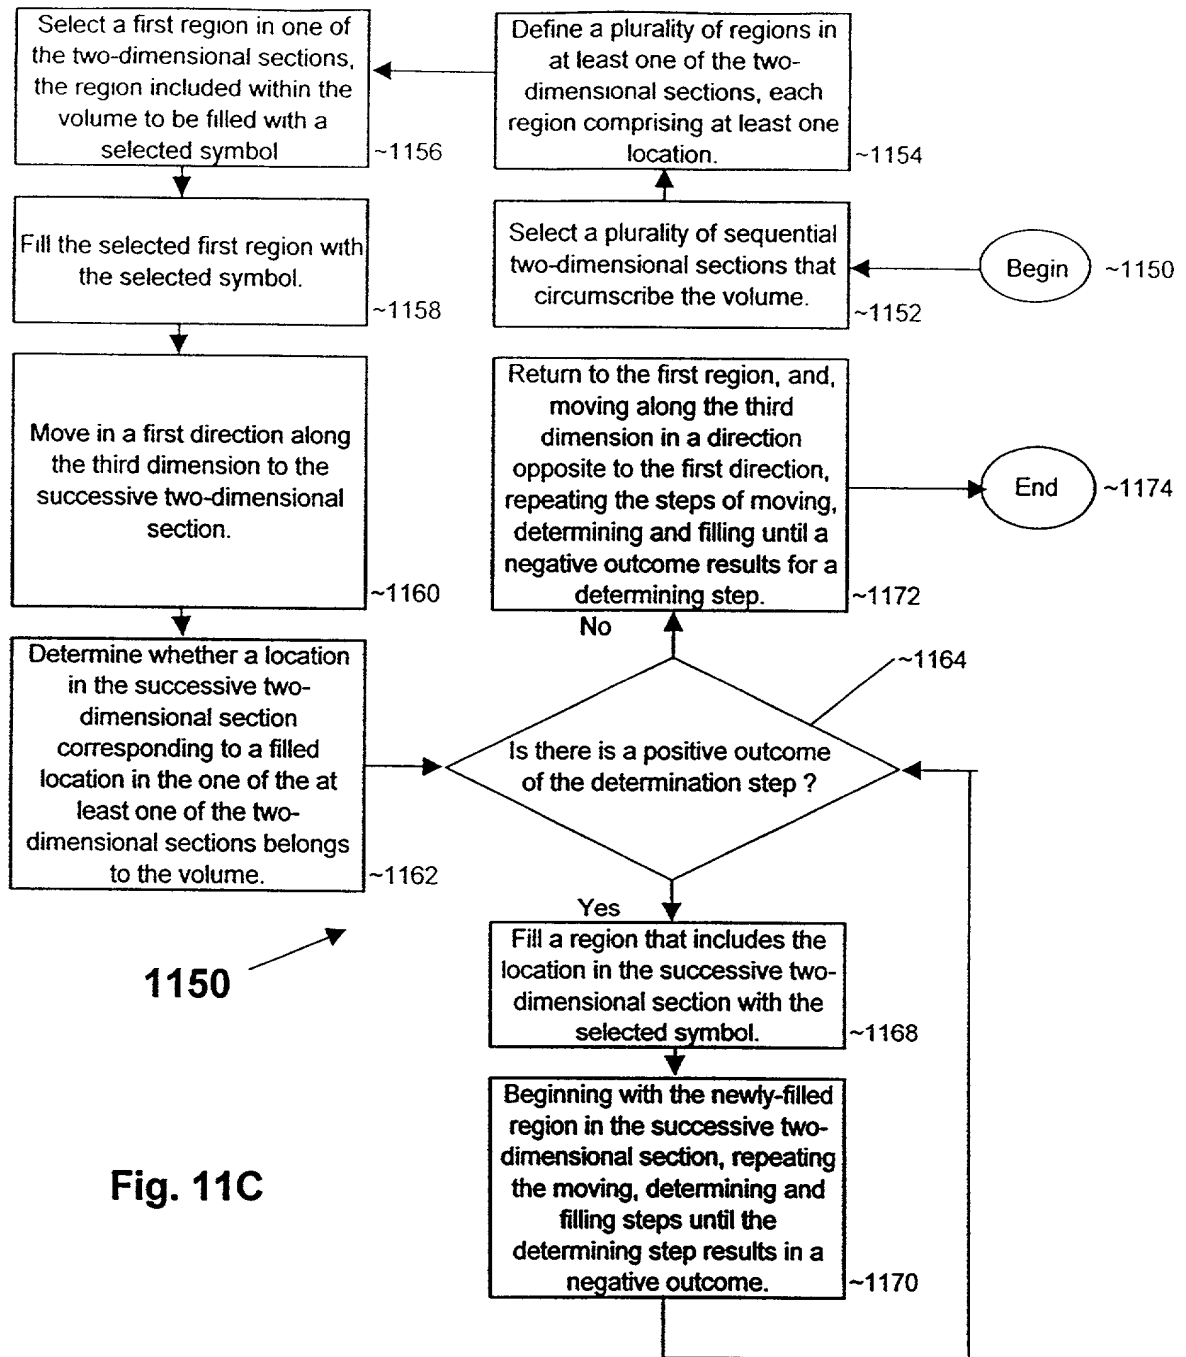 Select a first region in one of
the two-dimensional sections,
the region included within the
volume to be filled with a
selected symbol
~1156
Define a plurality of regions in
at least one of the two-
dimensional sections, each
region comprising at least one
location.
~1154
Fill the selected first region with
the selected symbol.
~1158
Select a plurality of sequential
two-dimensional sections that
circumscribe the volume.
~1152
Begin
~1150
Move in a first direction along
the third dimension to the
successive two-dimensional
section.
~1160
Return to the first region, and,
moving along the third
dimension in a direction
opposite to the first direction,
repeating the steps of moving,
determining and filling until a
negative outcome results for a
determining step.
~1172
End
~1174
No
Determine whether a location
in the successive two-
dimensional section
corresponding to a filled
location in the one of the at
least one of the two-
dimensional sections belongs
to the volume.
~1162
~1164
Is there is a positive outcome
of the determination step ?
Yes
Fill a region that includes the
location in the successive two-
dimensional section with the
selected symbol.
~1168
1150
Beginning with the newly-filled
region in the successive two-
dimensional section, repeating
the moving, determining and
filling steps until the
determining step results in a
negative outcome.
~1170
Fig. 11C